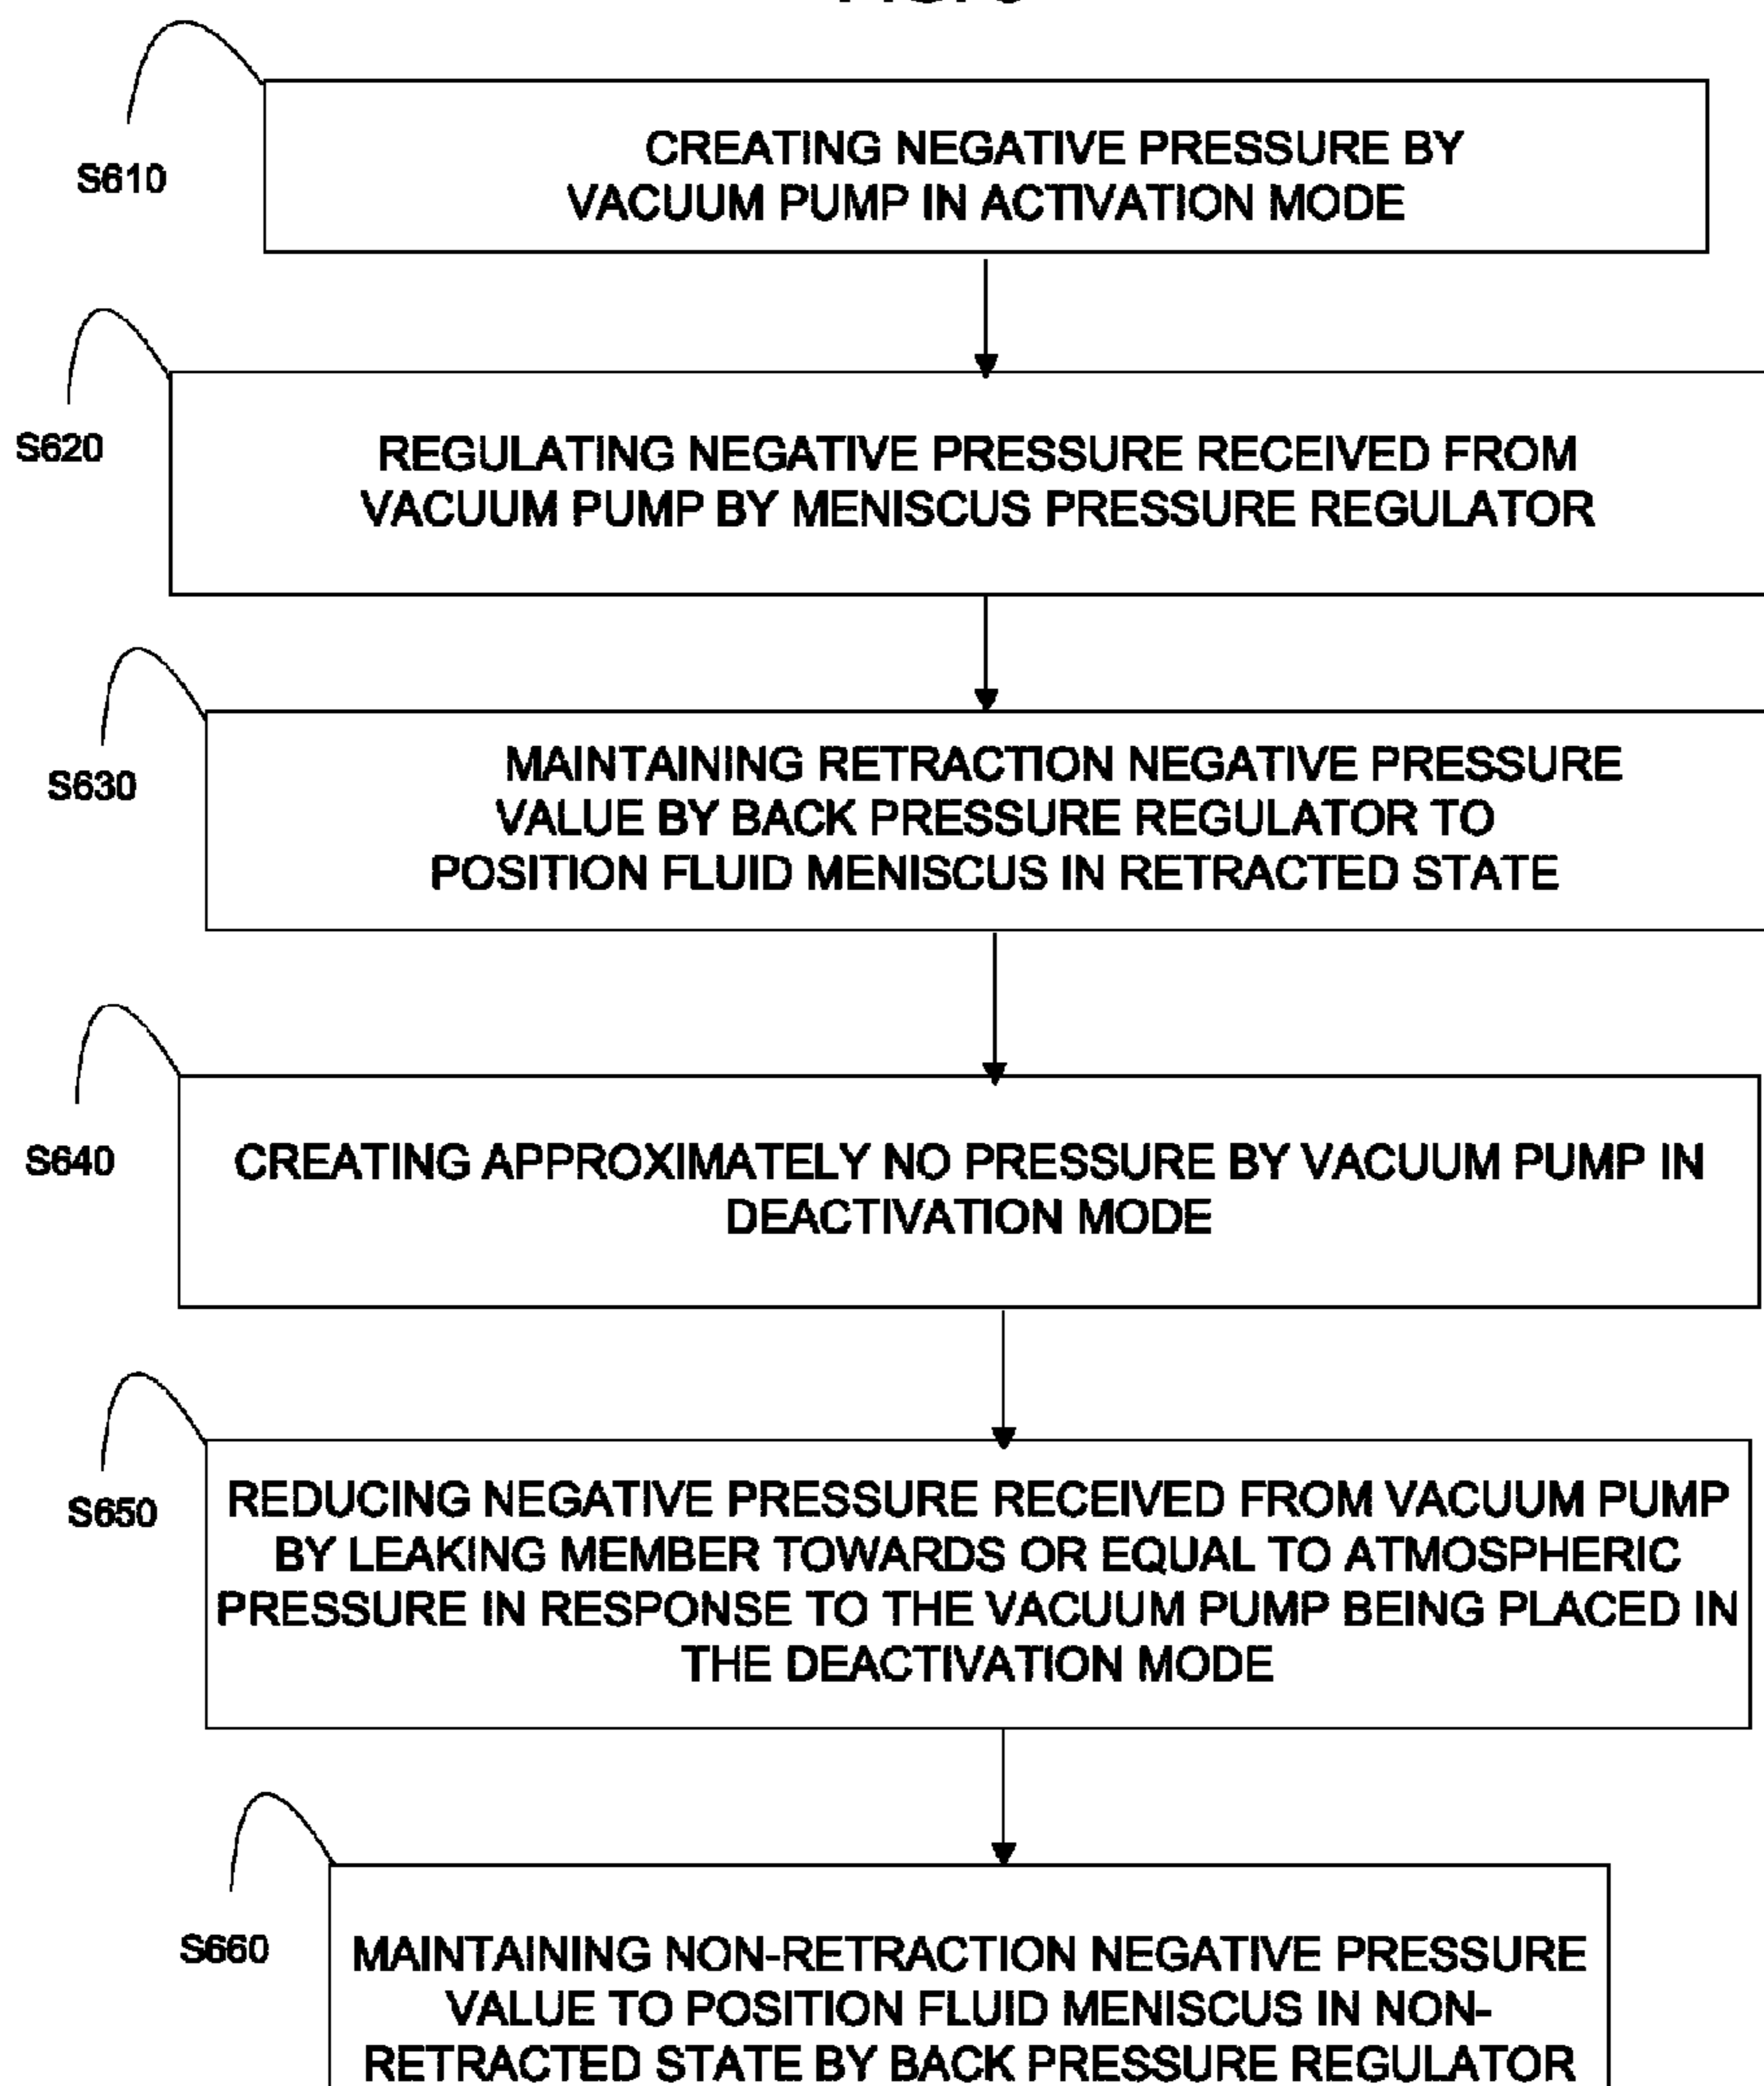 S610
CREATING NEGATIVE PRESSURE BY
VACUUM PUMP IN ACTIVATION MODE
S620
REGULATING NEGATIVE PRESSURE RECEIVED FROM
VACUUM PUMP BY MENISCUS PRESSURE REGULATOR
S630
MAINTAINING RETRACTION NEGATIVE PRESSURE
VALUE BY BACK PRESSURE REGULATOR TO
POSITION FLUID MENISCUS IN RETRACTED STATE
S640
CREATING APPROXIMATELY NO PRESSURE BY VACUUM PUMP IN
DEACTIVATION MODE
S650
REDUCING NEGATIVE PRESSURE RECEIVED FROM VACUUM PUMP
BY LEAKING MEMBER TOWARDS OR EQUAL TO ATMOSPHERIC
PRESSURE IN RESPONSE TO THE VACUUM PUMP BEING PLACED IN
THE DEACTIVATION MODE
S660
MAINTAINING NON-RETRACTION NEGATIVE PRESSURE
VALUE TO POSITION FLUID MENISCUS IN NON-
RETRACTED STATE BY BACK PRESSURE REGULATOR